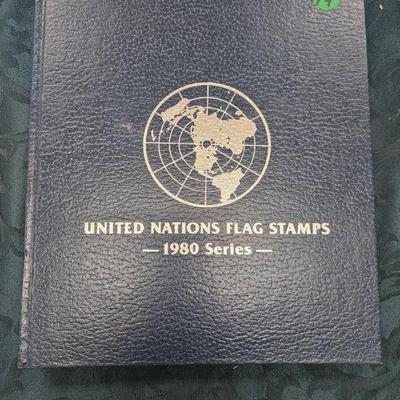 UNITED NATIONS FLAG STAMPS
— 1980 Series —